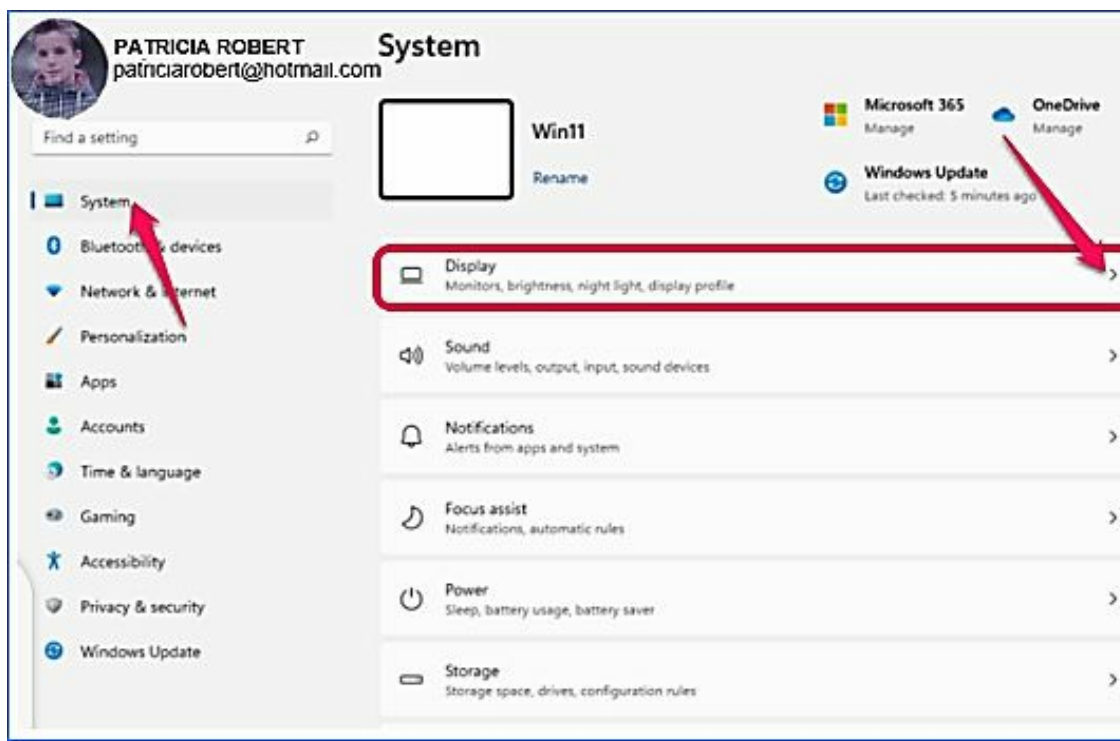 PATRICIA ROBERT
patriciarobert@hotmail.com
Find a setting
System
Bluetooth & devices
Network & internet
Personalization
Apps
Accounts
Time & language
Gaming
Accessibility
Privacy & security
Windows Update
System
Win11
Rename
Microsoft 365
Manage
OneDrive
Manage
Windows Update
Last checked: 5 minutes ago
Display
Monitors, brightness, night light, display profile
Sound
Volume levels, output, input, sound devices
Notifications
Alerts from apps and system
Focus assist
Notifications, automatic rules
Power
Sleep, battery usage, battery saver
Storage
Storage space, drives, configuration rules